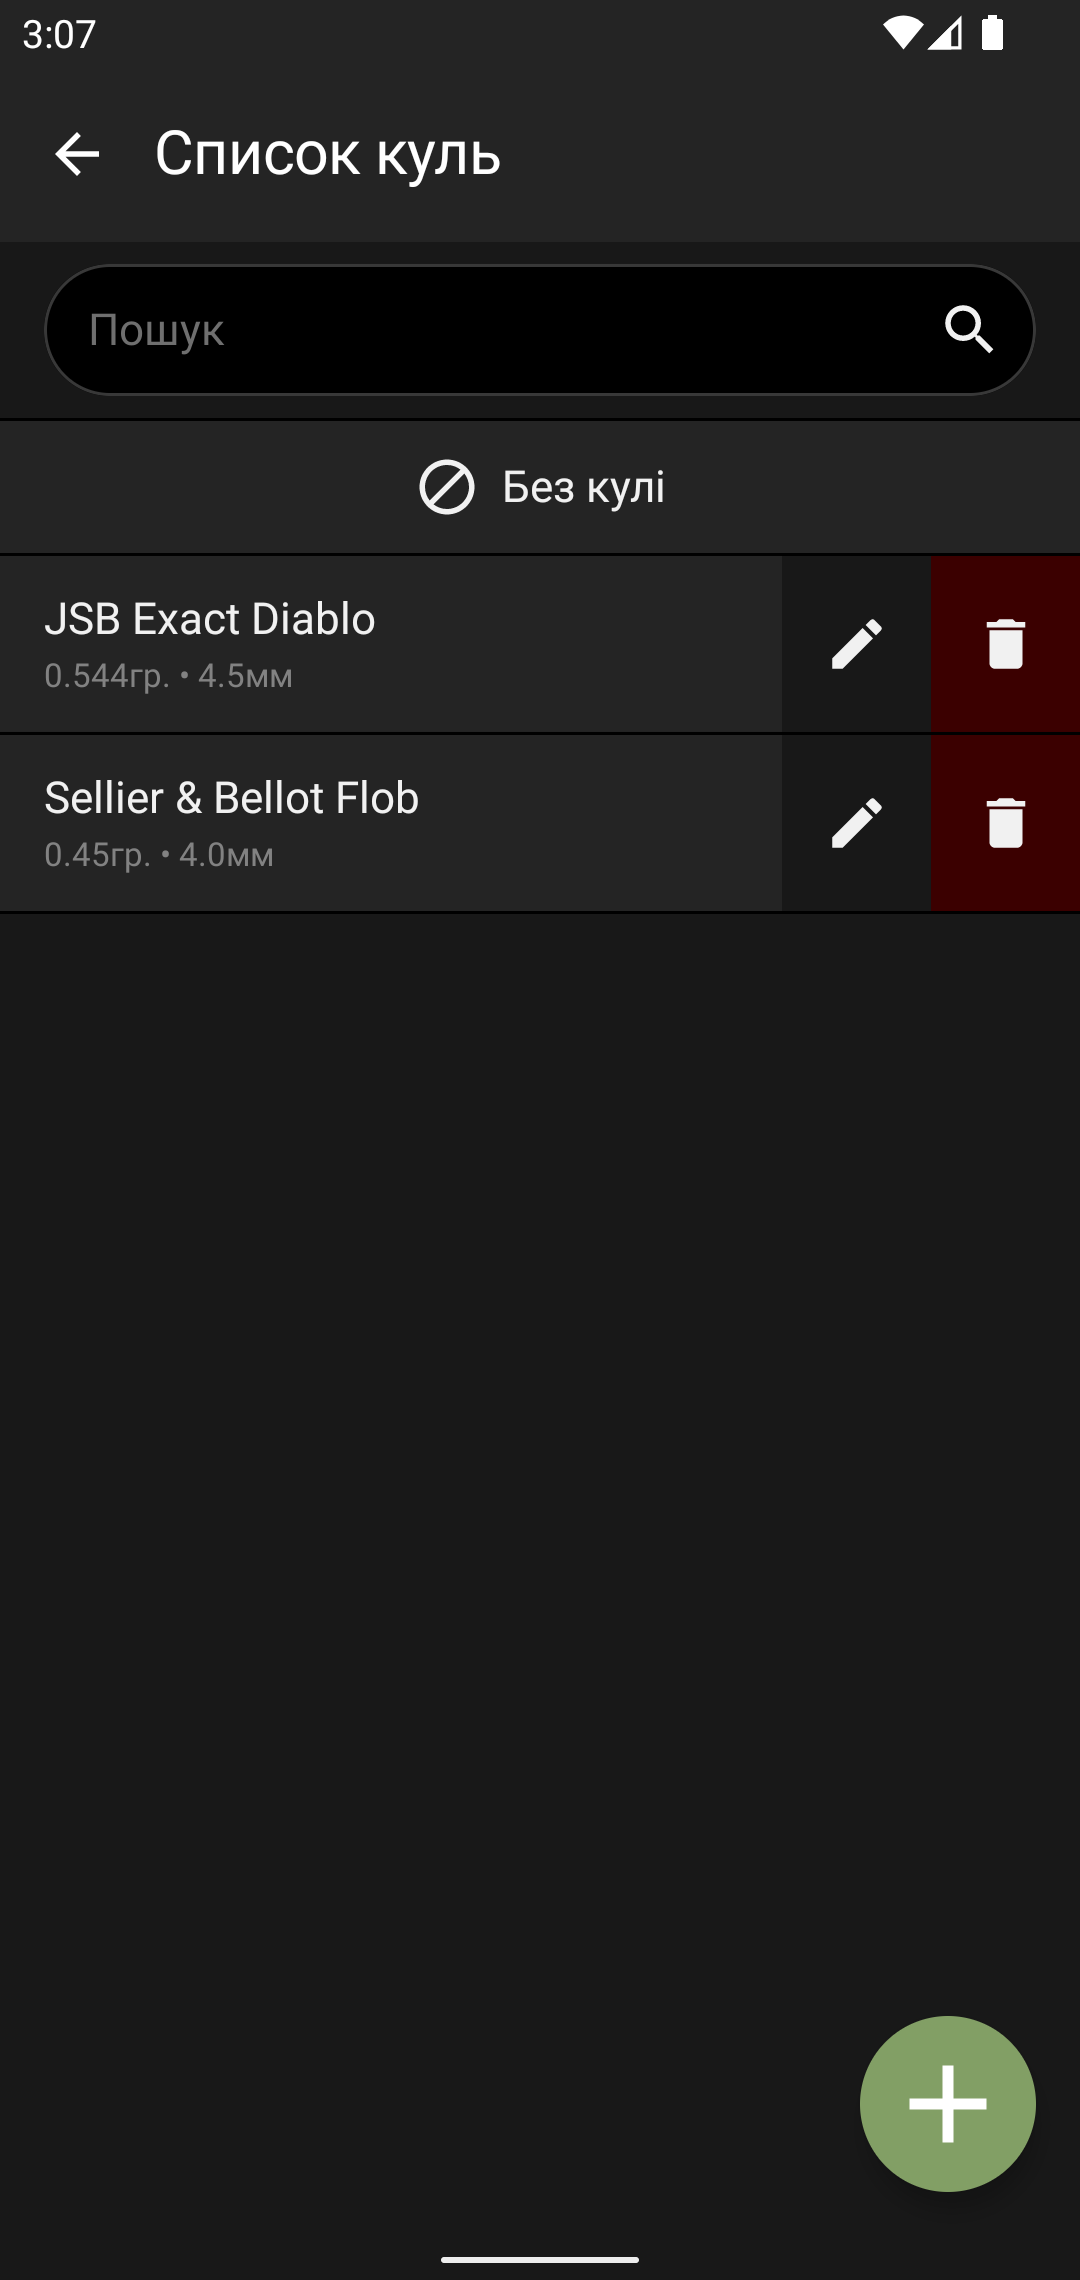 3:07
Список куль
Пошук
Без кулі
JSB Exact Diablo
0.544гр. • 4.5мм
Sellier & Bellot Flob
0.45гр. • 4.0мм